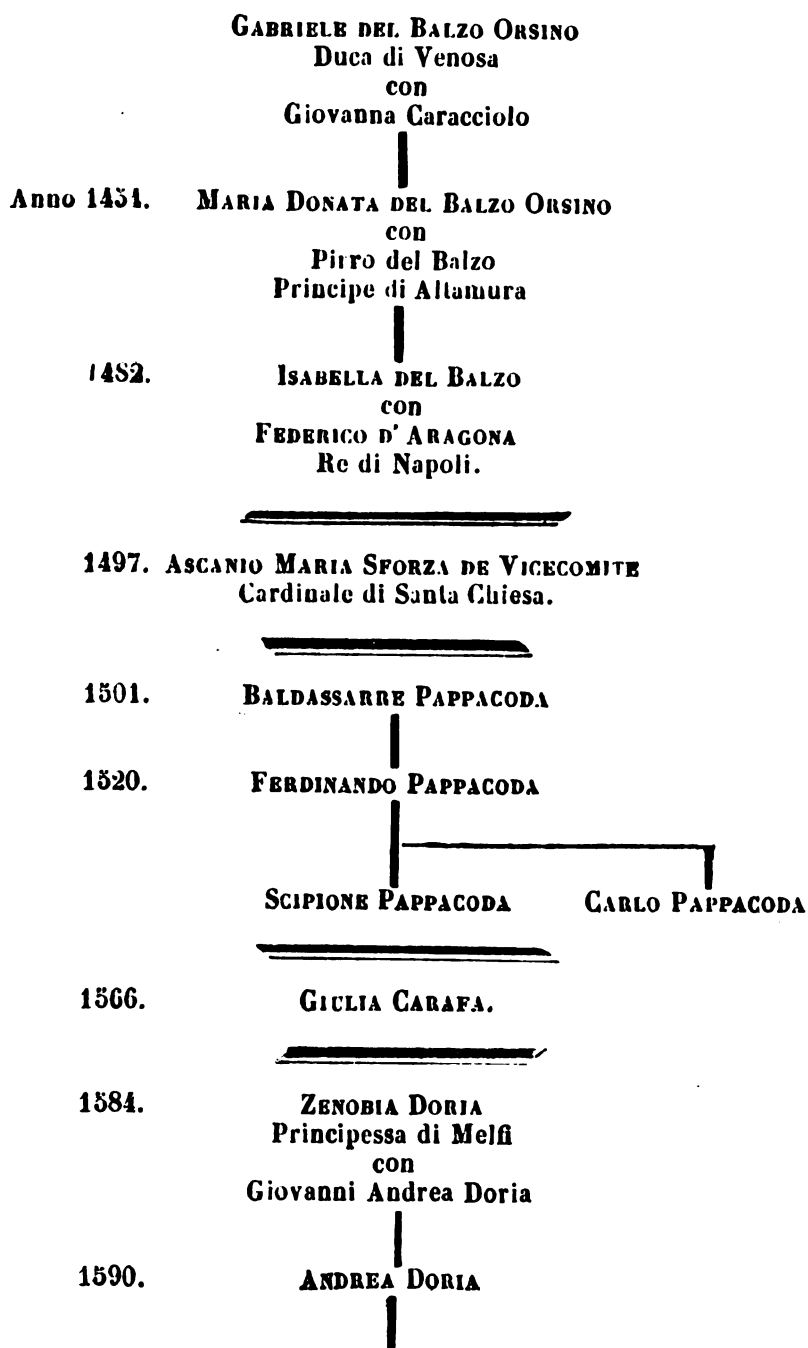 GABRIELE DEL BALZO ORSINO
Duca di Venosa
con
Giovanna Caracciolo
Anno 1454. MARIA DONATA DEL BALZO ORSINO
con
Pirro del Balzo
Principe di Altamura
1482. ISABELLA DEL BALZO
con
FEDERICO D' ARAGONA
Re di Napoli.
1497. ASCANIO MARIA SFORZA DE VICECOMITE
Cardinale di Santa Chiesa.
1501. BALDASSARRE PAPPACODA
1520. FERDINANDO PAPPACODA
SCIPIONE PAPPACODA CARLO PAPPACODA
1566. GIULIA CARAFA.
1584. ZENOBIA DORIA
Principessa di Melfi
con
Giovanni Andrea Doria
1590. ANDREA DORIA